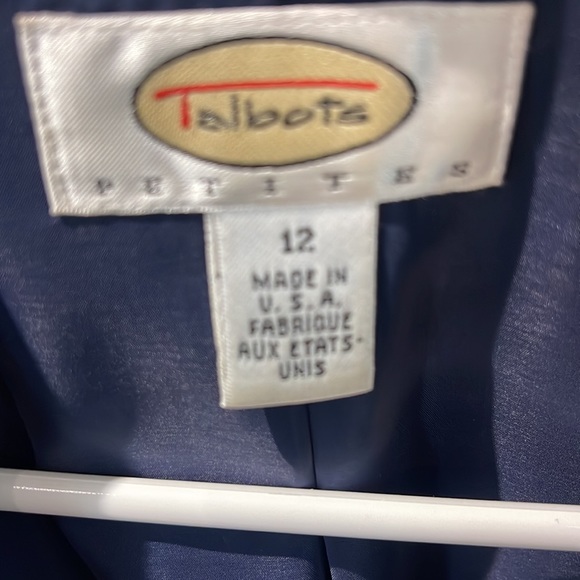 Talbots
PETITES
12
MADE IN
U.S.A.
FABRIQUE
AUX ETATS-
UNIS